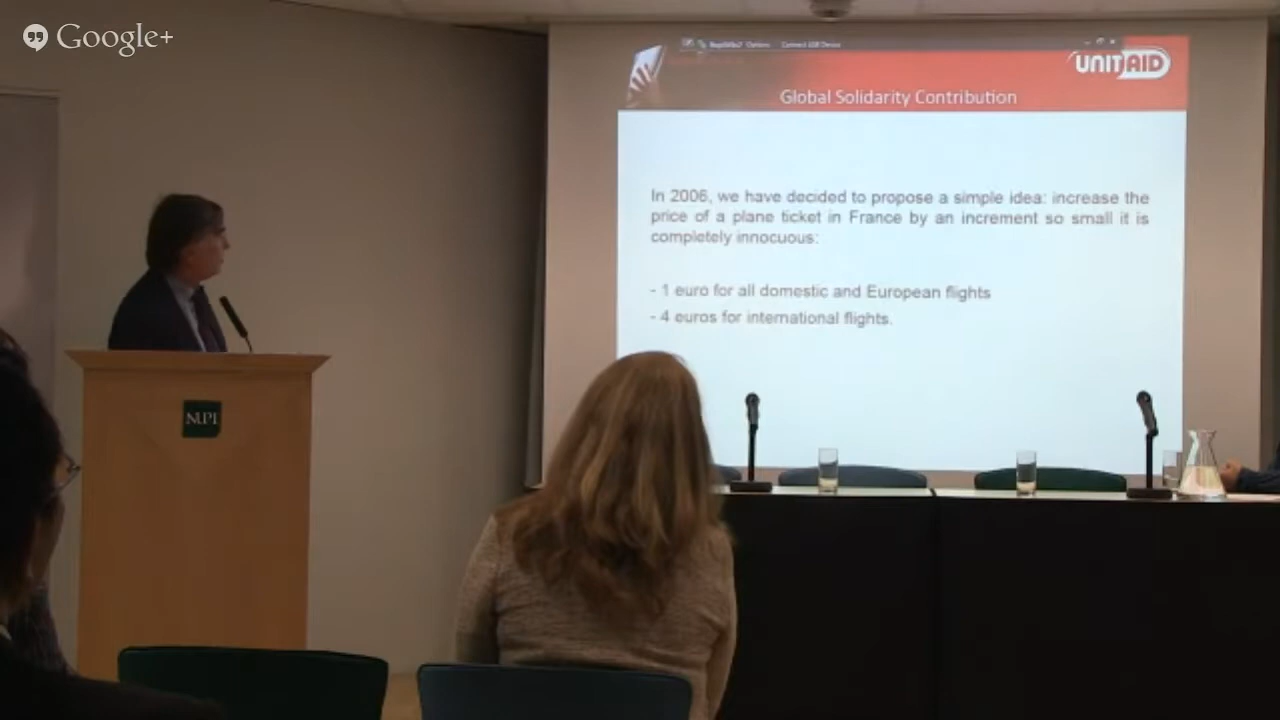 Google+
UNITAID
Global Solidarity Contribution
In 2006, we have decided to propose a simple idea: increase the
price of a plane ticket in France by an increment so small it is
completely innocuous:
- 1 euro for all domestic and European flights
- 4 euros for international flights.